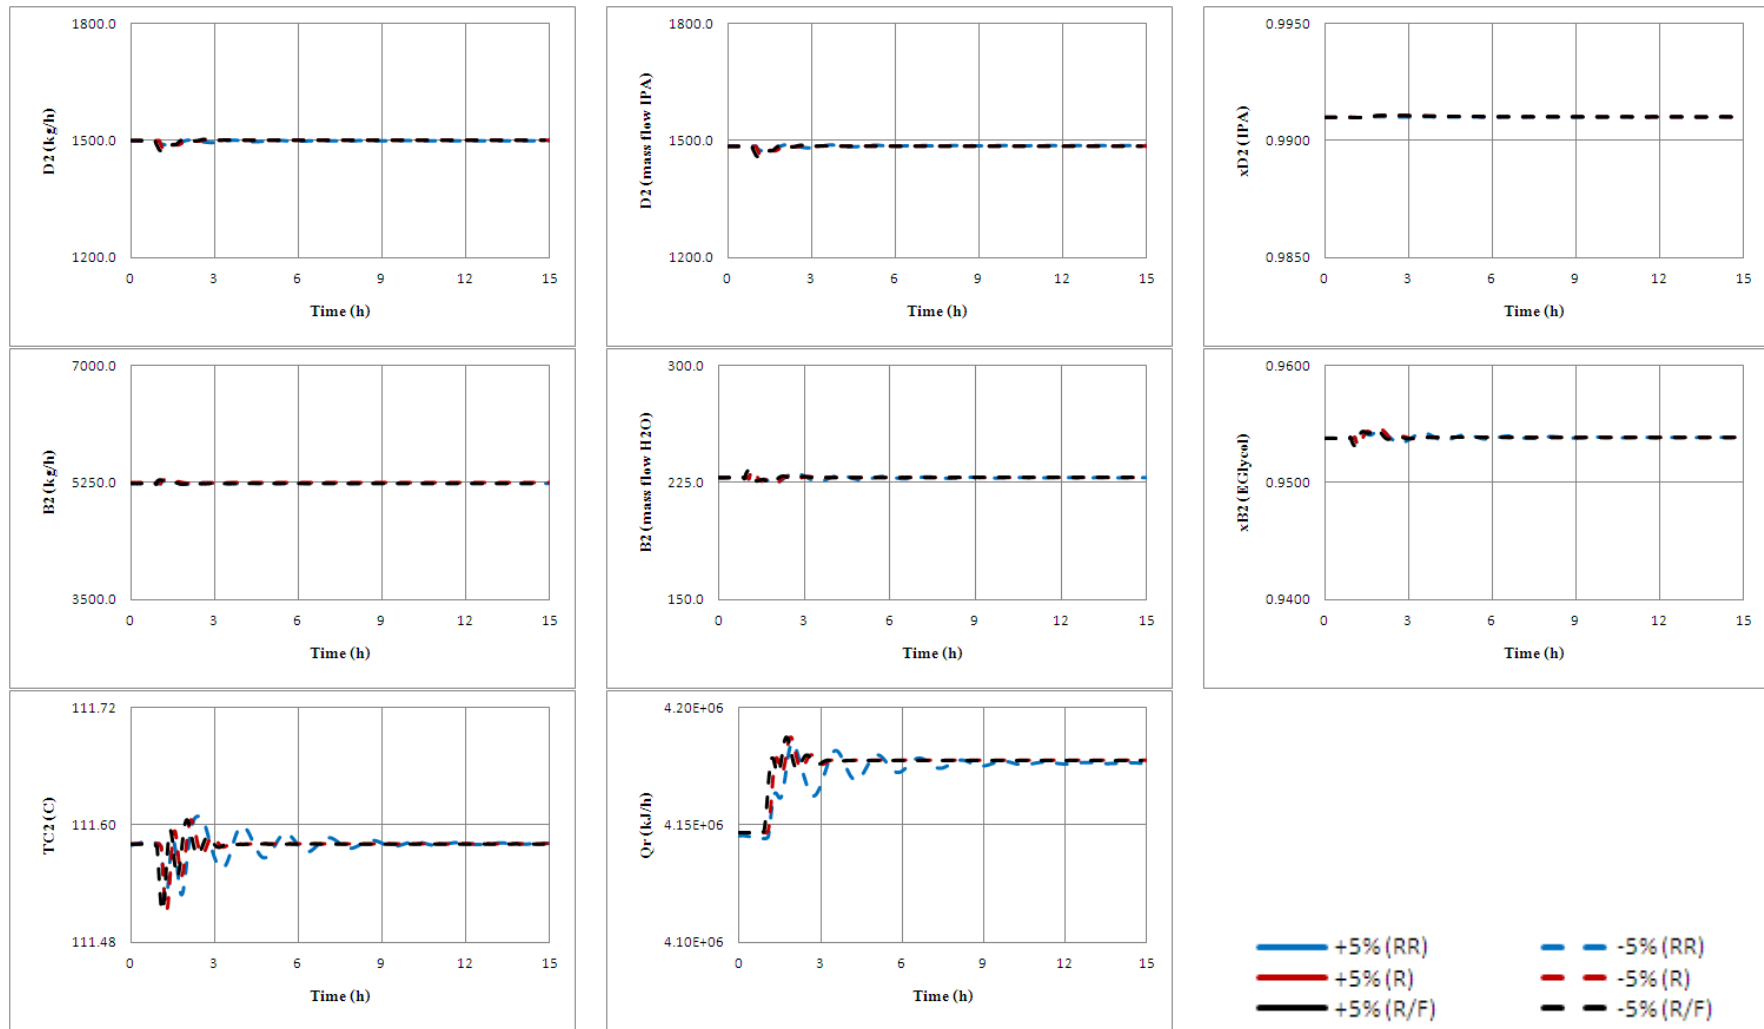 D2 (kg/h)
1800.0
1500.0
1200.0
0 3 6 9 12 15
Time (h)
D2 (mass flow IPA)
1800.0
1500.0
1200.0
0 3 6 9 12 15
Time (h)
xD2 (IPA)
0.9950
0.9900
0.9850
0 3 6 9 12 15
Time (h)
B2 (kg/h)
7000.0
5250.0
3500.0
0 3 6 9 12 15
Time (h)
B2 (mass flow H2O)
300.0
225.0
150.0
0 3 6 9 12 15
Time (h)
xB2 (EGlycol)
0.9600
0.9500
0.9400
0 3 6 9 12 15
Time (h)
TC2 (C)
111.72
111.60
111.48
0 3 6 9 12 15
Time (h)
Qr (kJ/h)
4.20E+06
4.15E+06
4.10E+06
0 3 6 9 12 15
Time (h)
+5% (RR) -5% (RR)
+5% (R) -5% (R)
+5% (R/F) -5% (R/F)